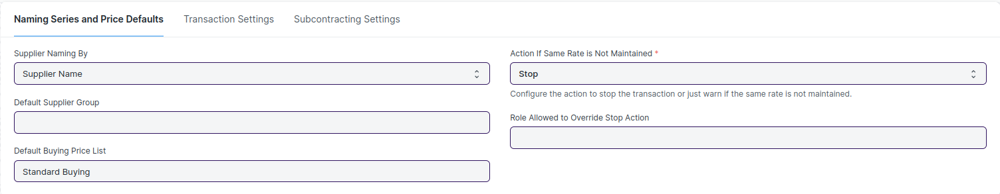 Naming Series and Price Defaults
Transaction Settings
Subcontracting Settings
Supplier Naming By
Supplier Name
Default Supplier Group
Default Buying Price List
Standard Buying
Action If Same Rate is Not Maintained *
Stop
Configure the action to stop the transaction or just warn if the same rate is not maintained.
Role Allowed to Override Stop Action